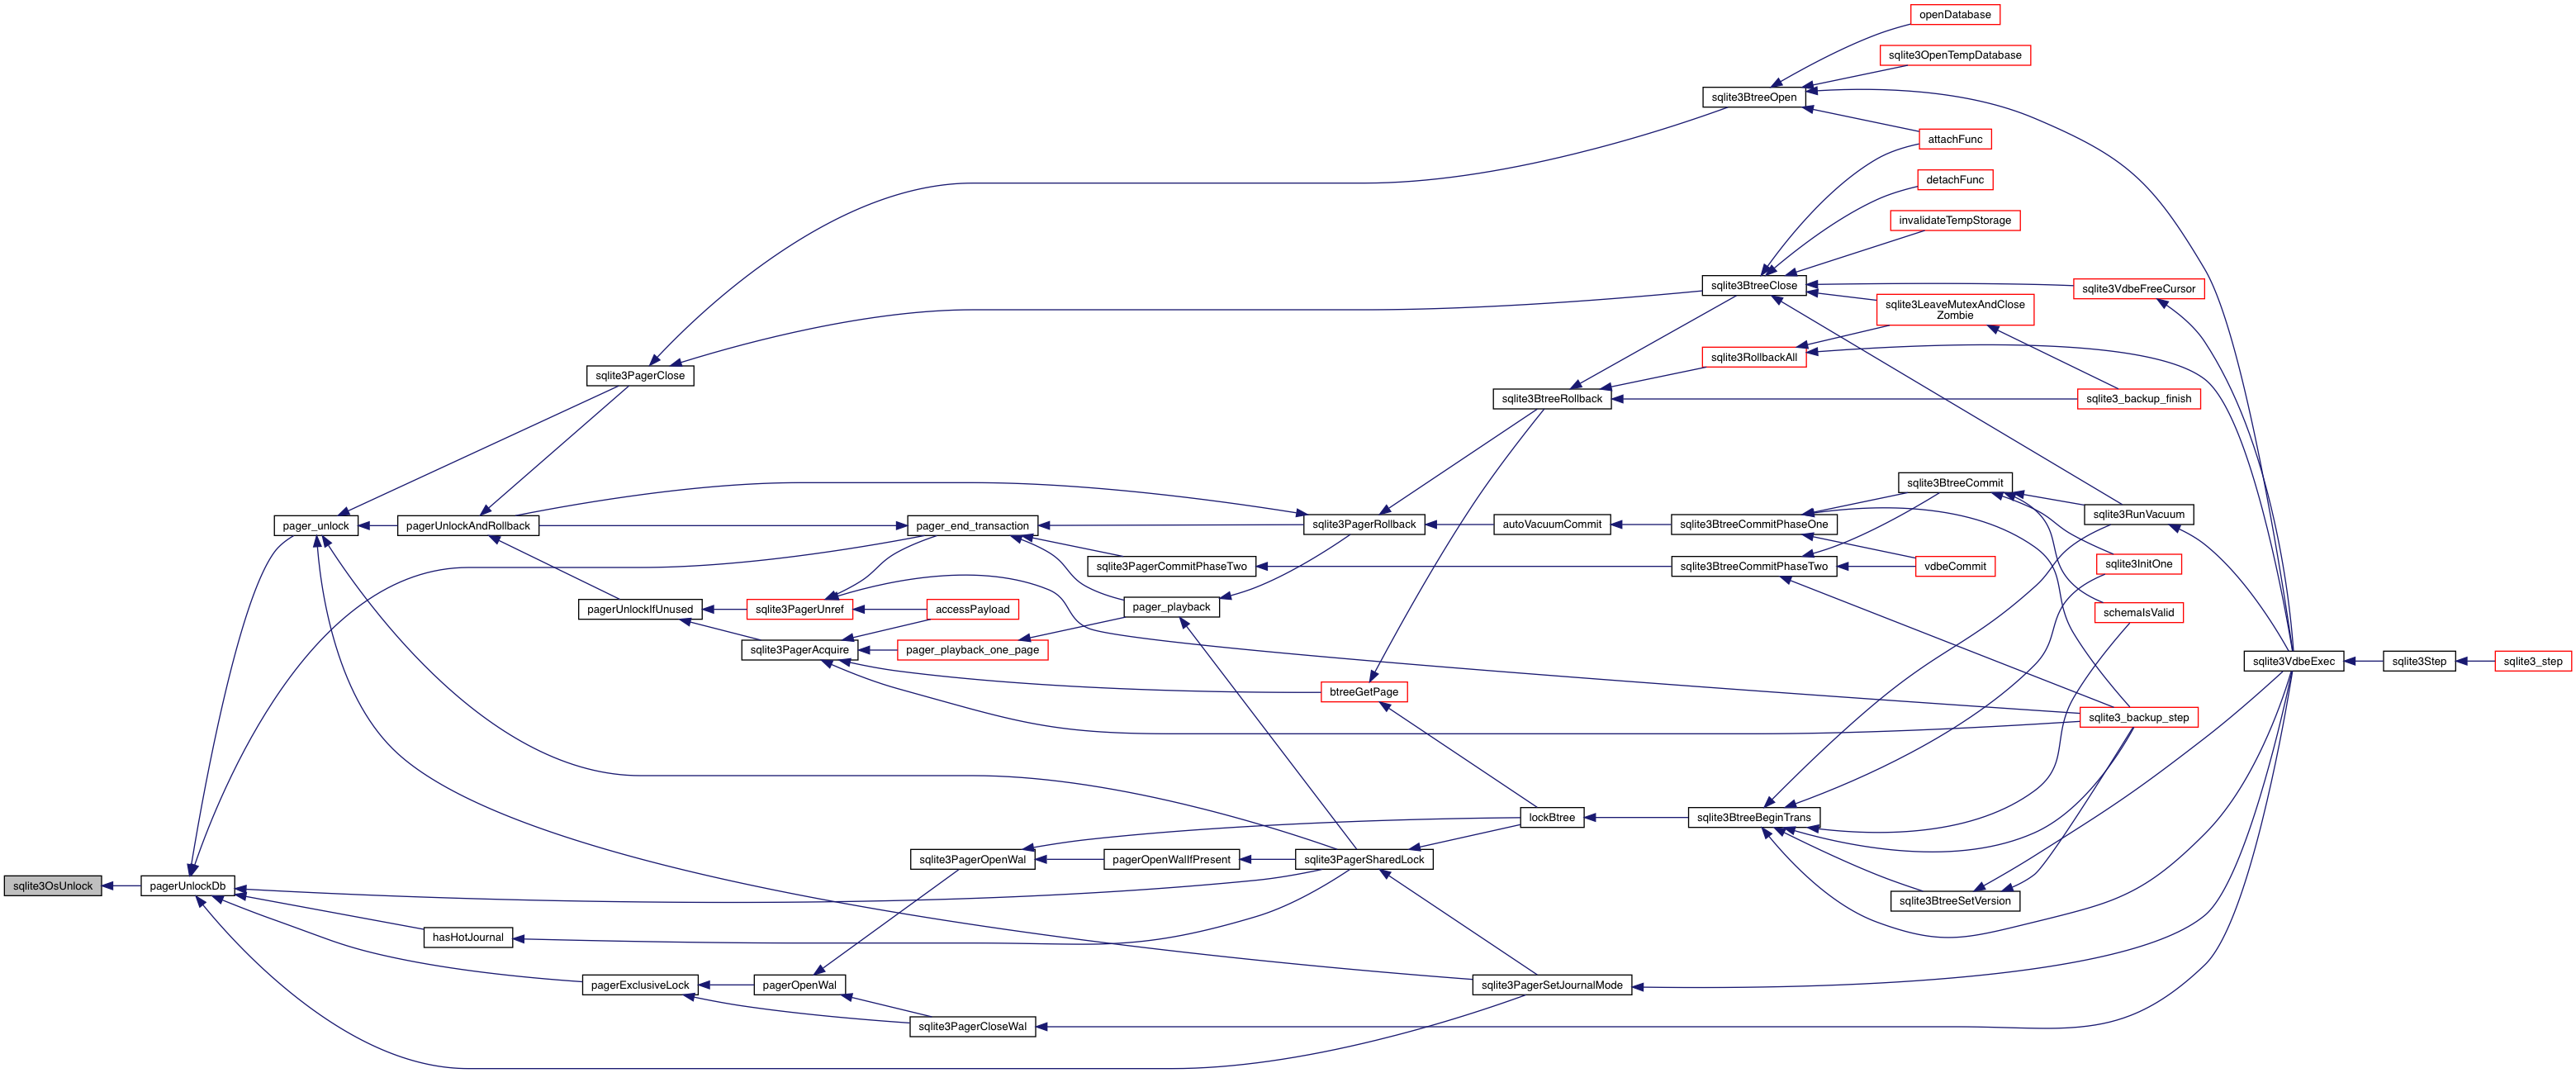 openDatabase
sqlite3OpenTempDatabase
sqlite3BtreeOpen
attachFunc
detachFunc
invalidateTempStorage
sqlite3BtreeClose
sqlite3VdbeFreeCursor
sqlite3LeaveMutexAndClose
Zombie
sqlite3RollbackAll
sqlite3PagerClose
sqlite3BtreeRollback
sqlite3_backup_finish
sqlite3BtreeCommit
pager_unlock
pagerUnlockAndRollback
pager_end_transaction
sqlite3PagerRollback
autoVacuumCommit
sqlite3BtreeCommitPhaseOne
sqlite3RunVacuum
sqlite3PagerCommitPhaseTwo
sqlite3BtreeCommitPhaseTwo
vdbeCommit
sqlite3InitOne
pagerUnlockIfUnused
sqlite3PagerUnref
accessPayload
pager_playback
schemaIsValid
sqlite3PagerAcquire
pager_playback_one_page
sqlite3VdbeExec
sqlite3Step
sqlite3_step
btreeGetPage
sqlite3_backup_step
lockBtree
sqlite3BtreeBeginTrans
sqlite3PagerOpenWal
pagerOpenWalIfPresent
sqlite3PagerSharedLock
sqlite3OsUnlock
pagerUnlockDb
sqlite3BtreeSetVersion
hasHotJournal
pagerExclusiveLock
pagerOpenWal
sqlite3PagerSetJournalMode
sqlite3PagerCloseWal